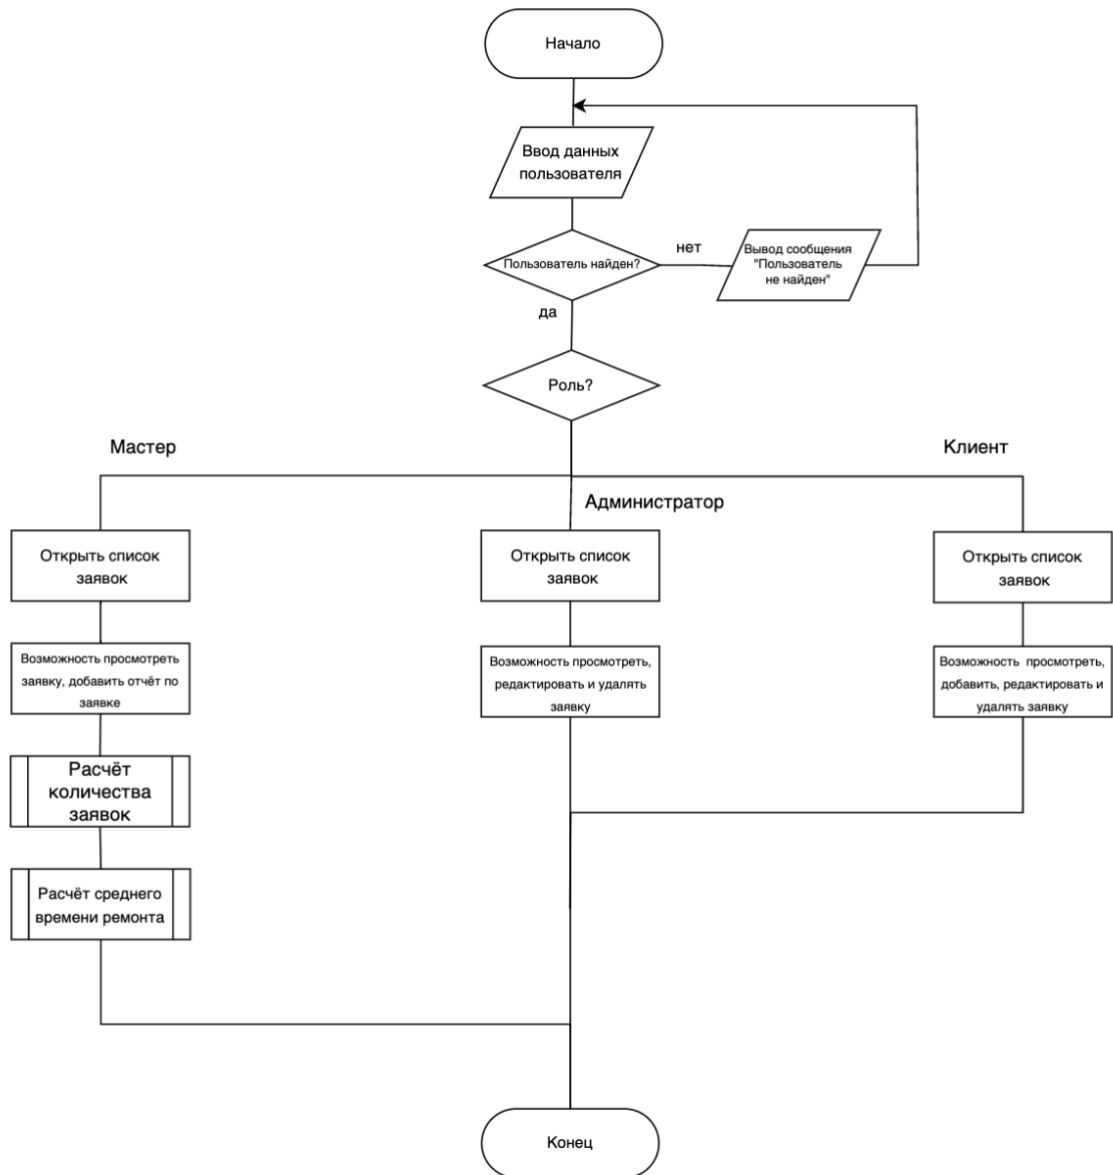 Начало
Ввод данных
пользователя
Пользователь найден?
нет
Вывод сообщения
"Пользователь
не найден"
да
Роль?
Мастер
Клиент
Администратор
Открыть список
заявок
Открыть список
заявок
Открыть список
заявок
Возможность просмотреть
заявку, добавить отчёт по
заявке
Возможность просмотреть,
редактировать и удалять
заявку
Возможность просмотреть,
добавить, редактировать и
удалять заявку
Расчёт
количества
заявок
Расчёт среднего
времени ремонта
Конец